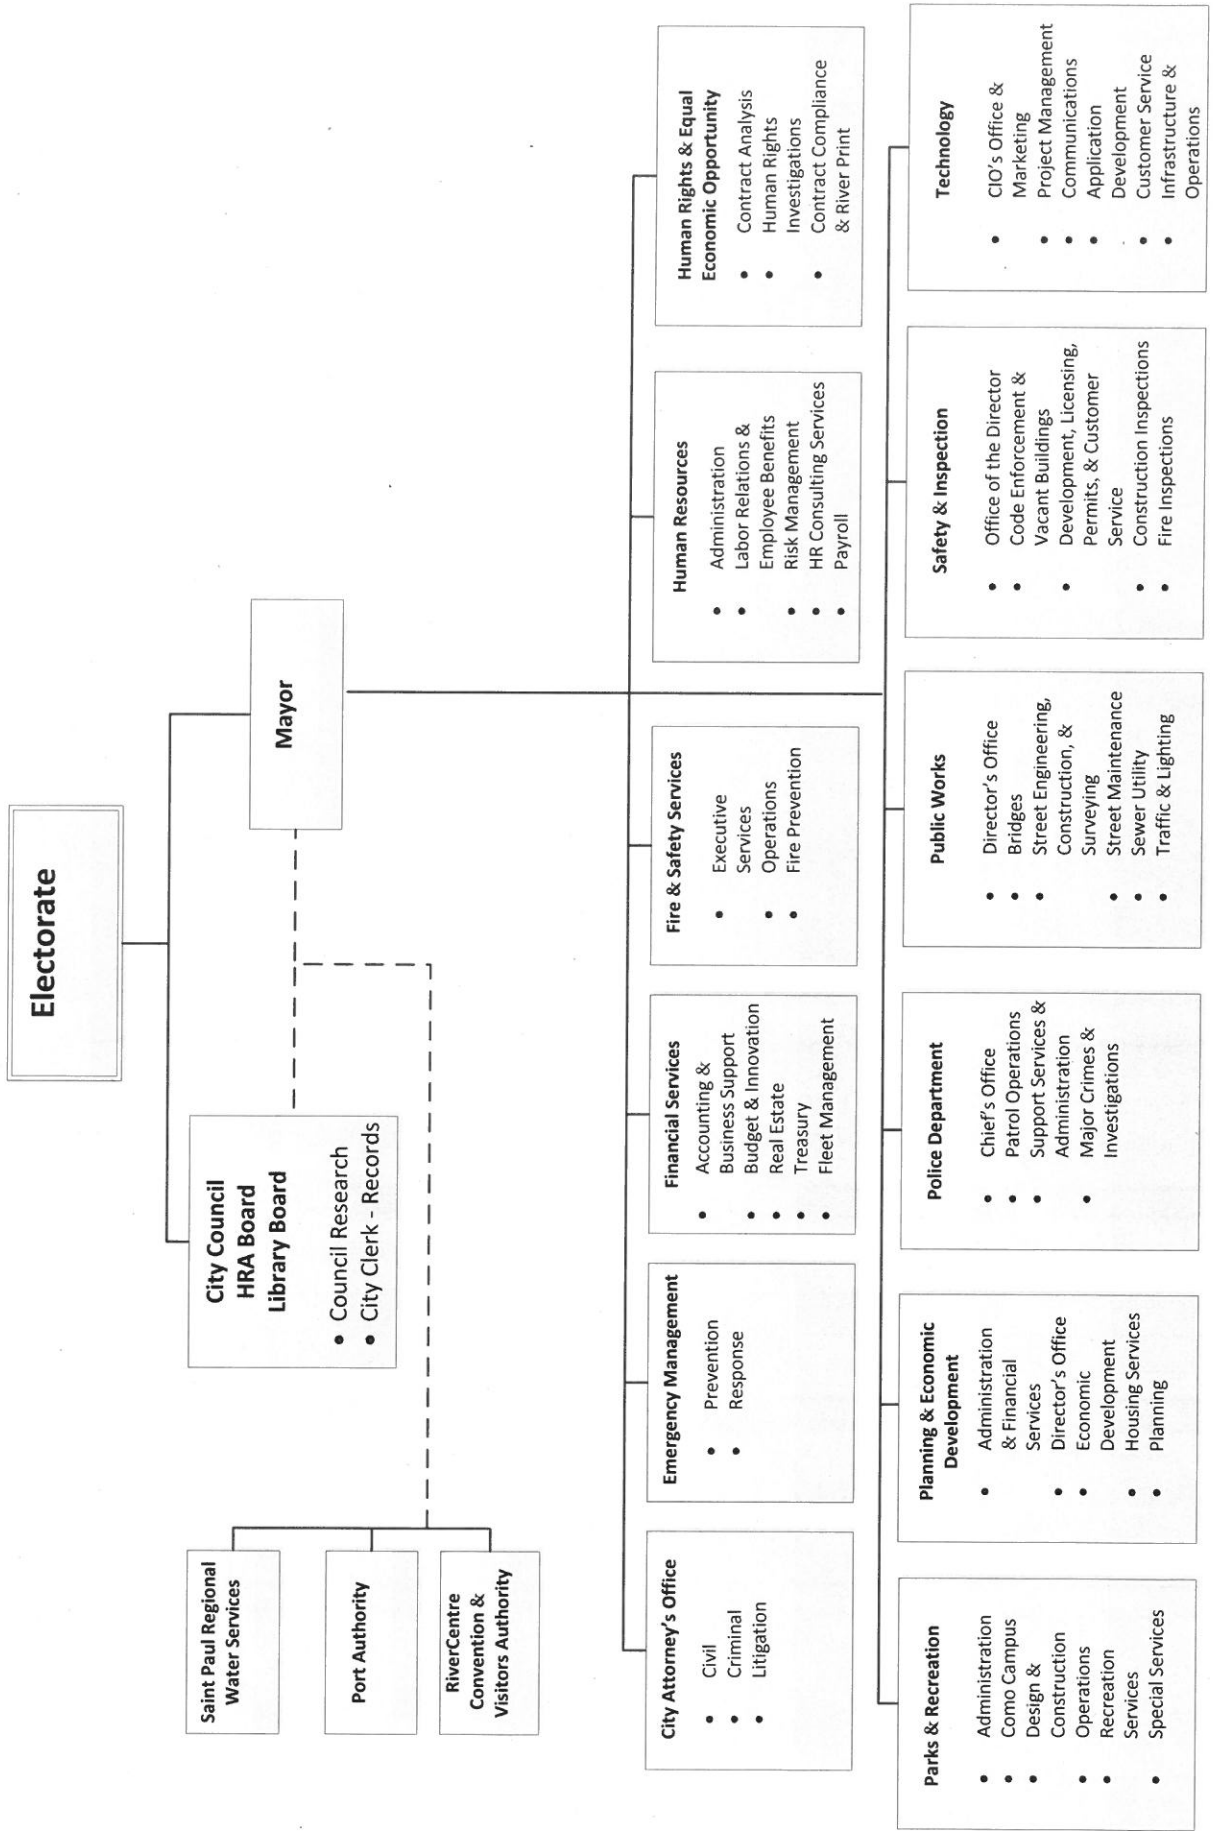 Electorate
City Council
HRA Board
Library Board
• Council Research
• City Clerk - Records
Mayor
Saint Paul Regional
Water Services
Port Authority
RiverCentre
Convention &
Visitors Authority
City Attorney's Office
• Civil
• Criminal
• Litigation
Emergency Management
• Prevention
• Response
Financial Services
• Accounting &
Business Support
• Budget & Innovation
• Real Estate
• Treasury
• Fleet Management
Fire & Safety Services
• Executive
Services
• Operations
• Fire Prevention
Human Resources
• Administration
• Labor Relations &
Employee Benefits
• Risk Management
• HR Consulting Services
• Payroll
Human Rights & Equal
Economic Opportunity
• Contract Analysis
• Human Rights
Investigations
• Contract Compliance
& River Print
Parks & Recreation
• Administration
• Como Campus
• Design &
Construction
• Operations
• Recreation
Services
• Special Services
Planning & Economic
Development
• Administration
& Financial
Services
• Director's Office
• Economic
Development
• Housing Services
• Planning
Police Department
• Chief's Office
• Patrol Operations
• Support Services &
Administration
• Major Crimes &
Investigations
Public Works
• Director's Office
• Bridges
• Street Engineering,
Construction, &
Surveying
• Street Maintenance
• Sewer Utility
• Traffic & Lighting
Safety & Inspection
• Office of the Director
• Code Enforcement &
Vacant Buildings
• Development, Licensing,
Permits, & Customer
Service
• Construction Inspections
• Fire Inspections
Technology
• CIO's Office &
Marketing
• Project Management
• Communications
• Application
Development
• Customer Service
• Infrastructure &
Operations